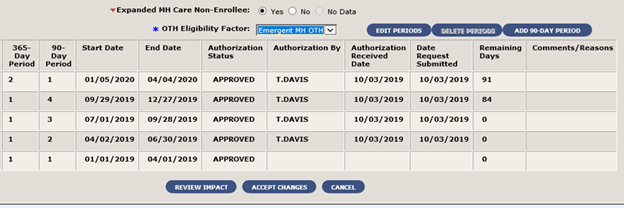 Expanded MH Care Non-Enrollee: Yes No No Data
* OTH Eligibility Factor: Emergent MH OTH EDIT PERIODS DELETE PERIODS ADD 90-DAY PERIOD
365-Day Period 90-Day Period Start Date End Date Authorization Status Authorization By Authorization Received Date Date Request Submitted Remaining Days Comments/Reasons
2 1 01/05/2020 04/04/2020 APPROVED T.DAVIS 10/03/2019 10/03/2019 91
1 4 09/29/2019 12/27/2019 APPROVED T.DAVIS 10/03/2019 10/03/2019 84
1 3 07/01/2019 09/28/2019 APPROVED T.DAVIS 10/03/2019 10/03/2019 0
1 2 04/02/2019 06/30/2019 APPROVED T.DAVIS 10/03/2019 10/03/2019 0
1 1 01/01/2019 04/01/2019 APPROVED 0
REVIEW IMPACT ACCEPT CHANGES CANCEL